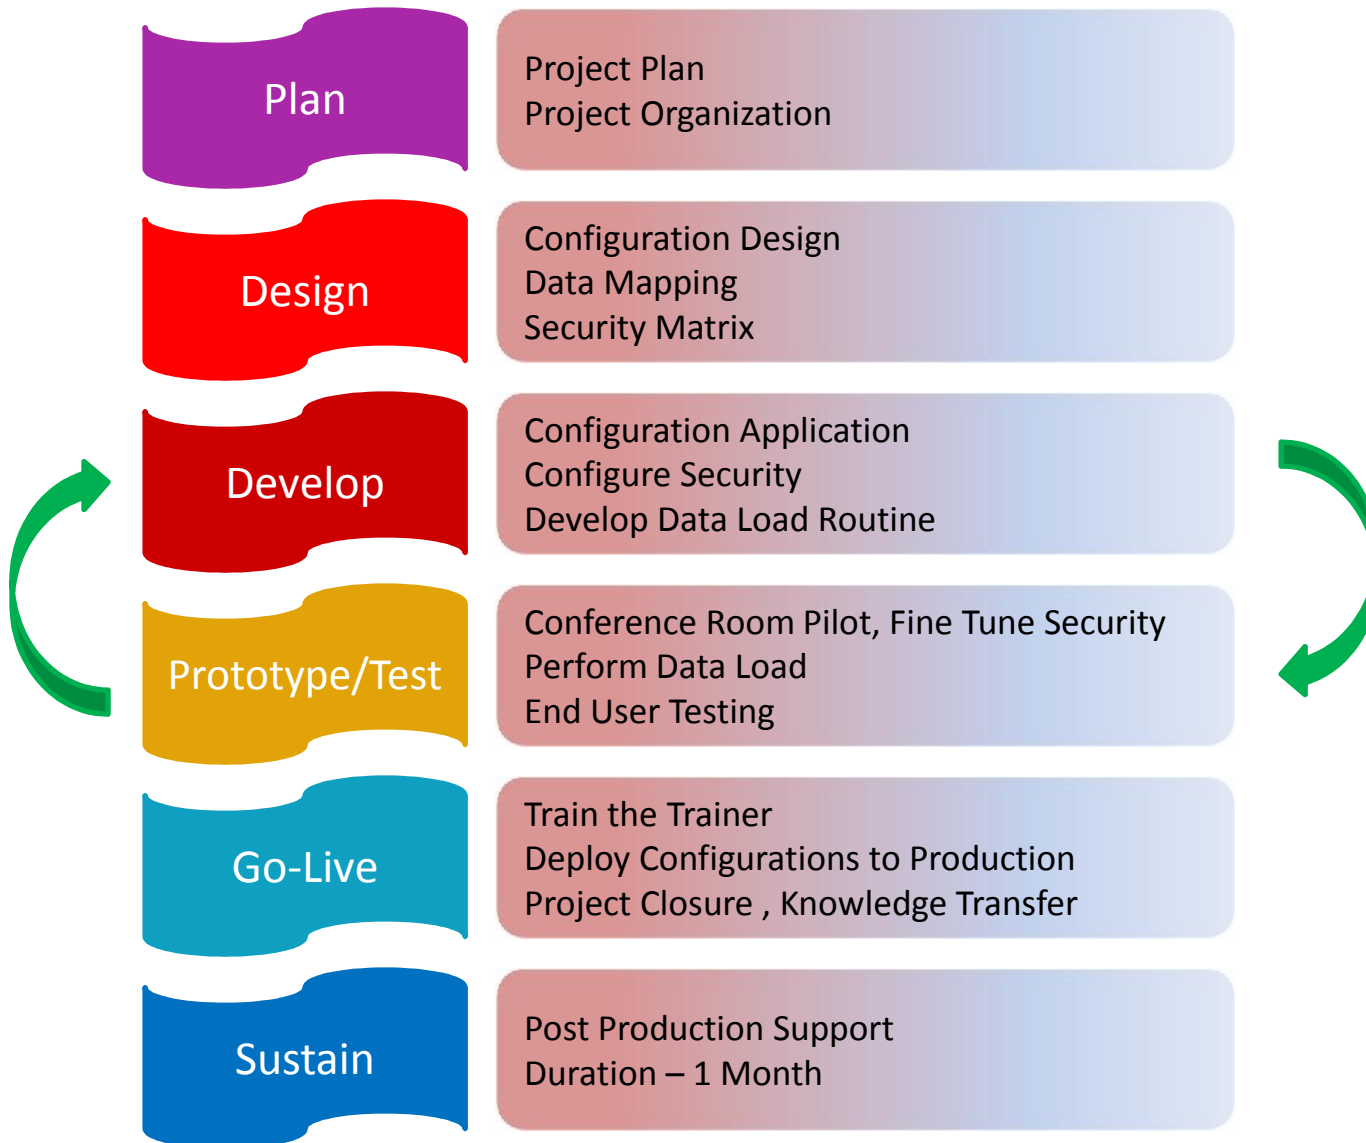 Plan
Project Plan
Project Organization
Design
Configuration Design
Data Mapping
Security Matrix
Develop
Configuration Application
Configure Security
Develop Data Load Routine
Prototype/Test
Conference Room Pilot, Fine Tune Security
Perform Data Load
End User Testing
Go-Live
Train the Trainer
Deploy Configurations to Production
Project Closure , Knowledge Transfer
Sustain
Post Production Support
Duration – 1 Month